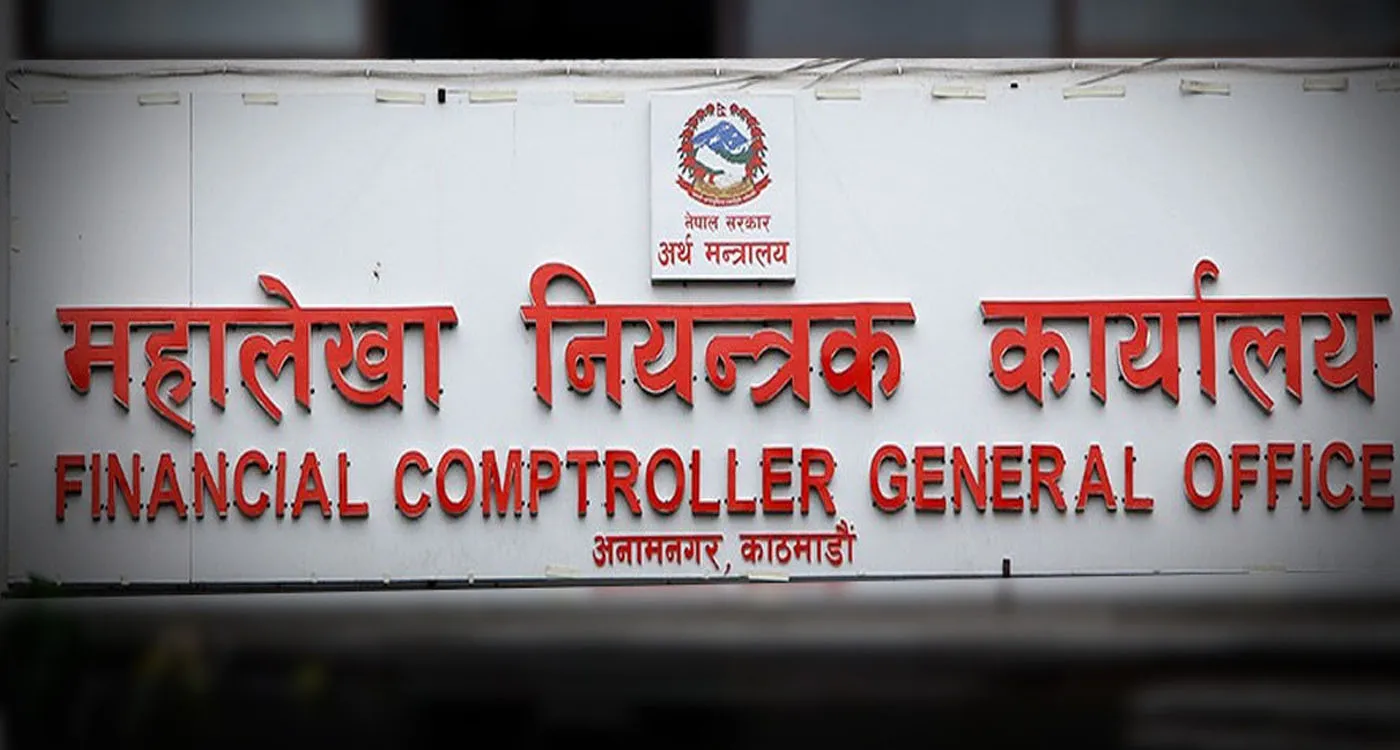 नेपाल सरकार
अर्थ मन्त्रालय
महालेखा नियन्त्रक कार्यालय
FINANCIAL COMPTROLLER GENERAL OFFICE
अनामनगर, काठमाडौं